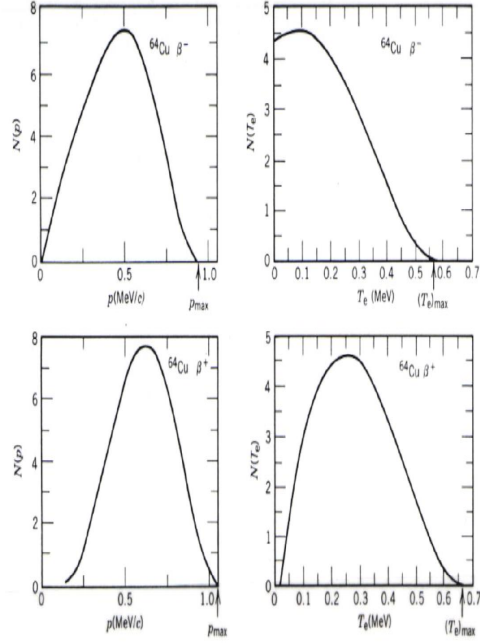 8
6
4
2
0
N(p)
⁶⁴Cu β⁻
0 0.5 1.0
p(MeV/c) pmax
5
4
3
2
1
0
N(Te)
⁶⁴Cu β⁻
0 0.1 0.2 0.3 0.4 0.5 0.6 0.7
Te (MeV) (Te)max
8
6
4
2
0
N(p)
⁶⁴Cu β⁺
0 0.5 1.0
p(MeV/c) pmax
5
4
3
2
1
0
N(Te)
⁶⁴Cu β⁺
0 0.1 0.2 0.3 0.4 0.5 0.6 0.7
Te(MeV) (Te)max